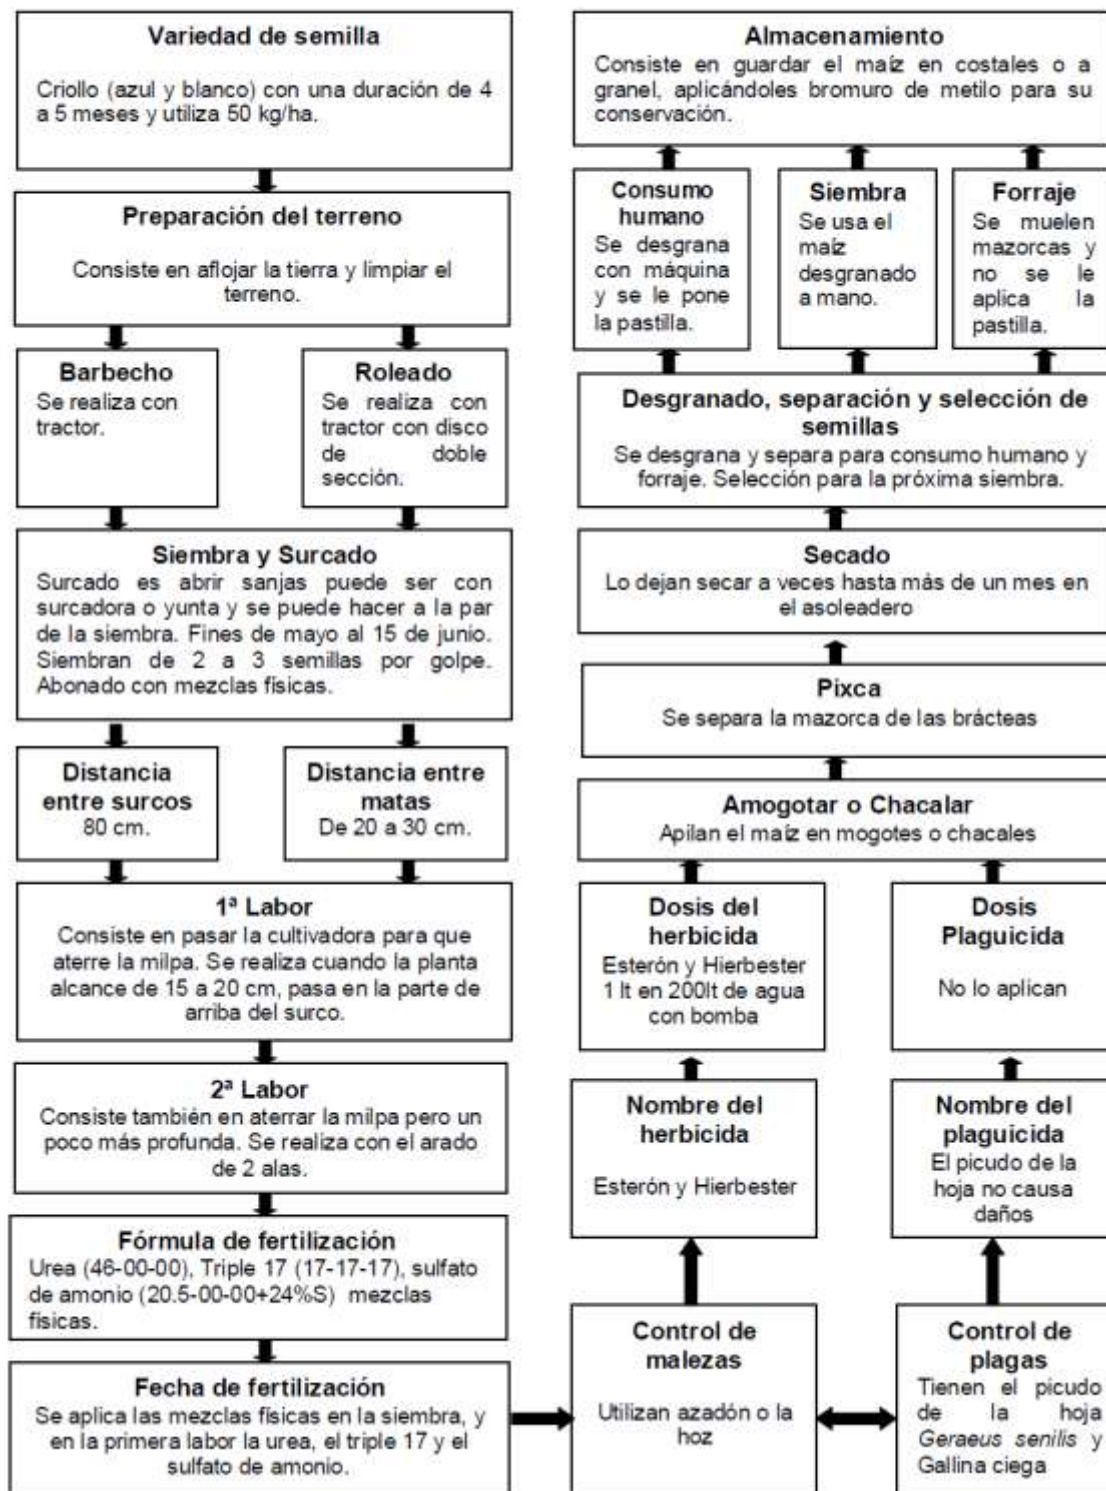 Variedad de semilla
Criollo (azul y blanco) con una duración de 4
a 5 meses y utiliza 50 kg/ha.
Preparación del terreno
Consiste en aflojar la tierra y limpiar el
terreno.
Barbecho
Se realiza con
tractor.
Roleado
Se realiza con
tractor con disco
de doble
sección.
Siembra y Surcado
Surcado es abrir sanjas puede ser con
surcadora o yunta y se puede hacer a la par
de la siembra. Fines de mayo al 15 de junio.
Siembran de 2 a 3 semillas por golpe.
Abonado con mezclas físicas.
Distancia
entre surcos
80 cm.
Distancia entre
matas
De 20 a 30 cm.
1ª Labor
Consiste en pasar la cultivadora para que
aterre la milpa. Se realiza cuando la planta
alcance de 15 a 20 cm, pasa en la parte de
arriba del surco.
2ª Labor
Consiste también en aterrar la milpa pero un
poco más profunda. Se realiza con el arado
de 2 alas.
Fórmula de fertilización
Urea (46-00-00), Triple 17 (17-17-17), sulfato
de amonio (20.5-00-00+24%S) mezclas
físicas.
Fecha de fertilización
Se aplica las mezclas físicas en la siembra, y
en la primera labor la urea, el triple 17 y el
sulfato de amonio.
Control de
malezas
Utilizan azadón o la
hoz
Control de
plagas
Tienen el picudo
de la hoja
Geraeus senilis y
Gallina ciega
Nombre del
herbicida
Esterón y Hierbester
Nombre del
plaguicida
El picudo de la
hoja no causa
daños
Dosis del
herbicida
Esterón y Hierbester
1 lt en 200lt de agua
con bomba
Dosis
Plaguicida
No lo aplican
Amogotar o Chacalar
Apilan el maíz en mogotes o chacales
Pixca
Se separa la mazorca de las brácteas
Secado
Lo dejan secar a veces hasta más de un mes en
el asoleadero
Desgranado, separación y selección de
semillas
Se desgrana y separa para consumo humano y
forraje. Selección para la próxima siembra.
Consumo
humano
Se desgrana
con máquina
y se le pone
la pastilla.
Siembra
Se usa el
maíz
desgranado
a mano.
Forraje
Se muelen
mazorcas y
no se le
aplica la
pastilla.
Almacenamiento
Consiste en guardar el maíz en costales o a
granel, aplicándoles bromuro de metilo para su
conservación.